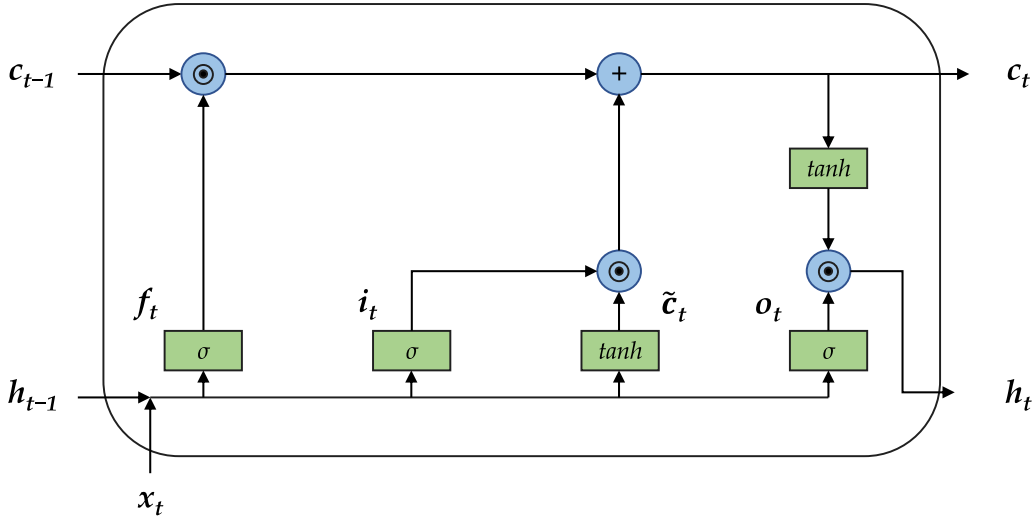 c_{t-1} ⊙ + c_t
tanh
⊙ ⊙
f_t i_t c̃_t o_t
σ σ tanh σ
h_{t-1} h_t
x_t